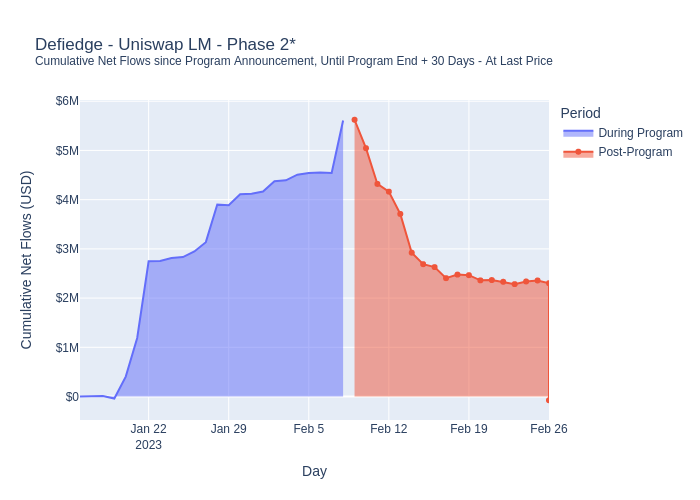 Defiedge - Uniswap LM - Phase 2*
Cumulative Net Flows since Program Announcement, Until Program End + 30 Days - At Last Price
Period
During Program
Post-Program
Cumulative Net Flows (USD)
$6M
$5M
$4M
$3M
$2M
$1M
$0
Jan 22
2023
Jan 29
Feb 5
Feb 12
Feb 19
Feb 26
Day